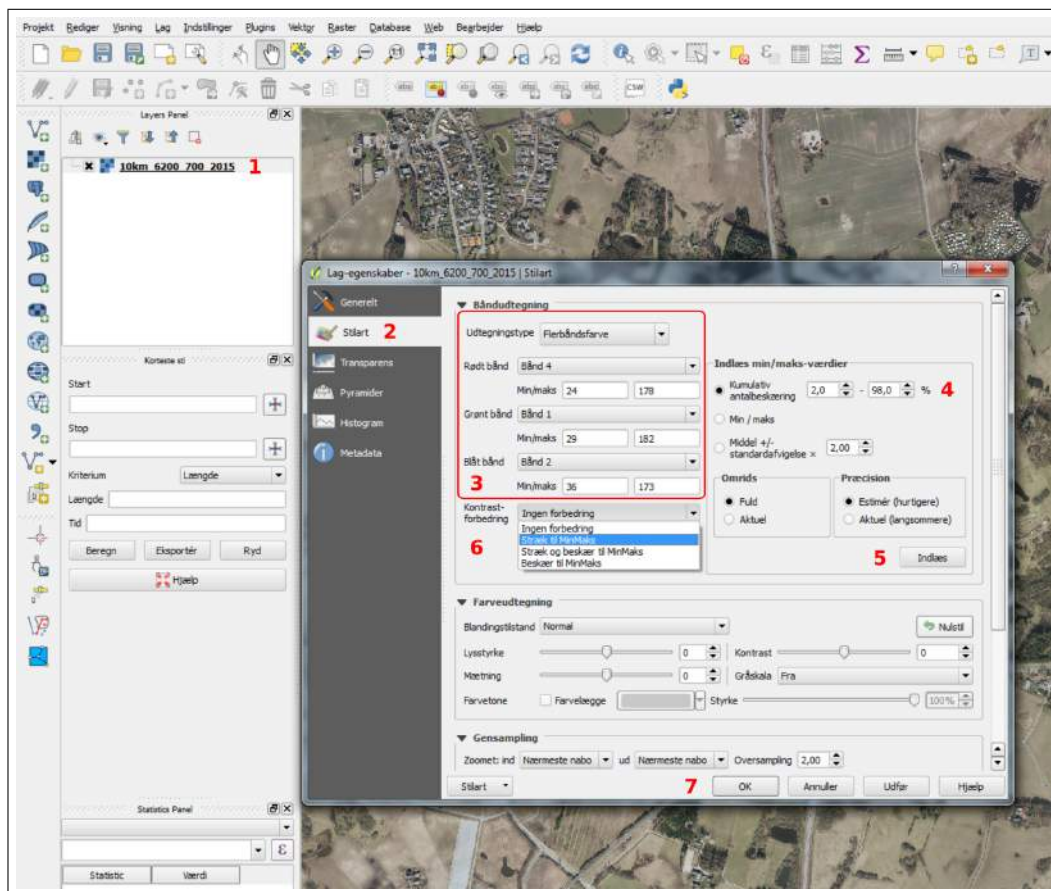 Projekt Rediger Visning Lag Indstillinger Plugins Vektor Raster Database Web Bearbejder Hjælp
Layers Panel
10km_6200_700_2015 1
Korteste sti
Start
Stop
Kriterium Længde
Længde
Tid
Beregn Eksportér Ryd
Hjælp
Statistics Panel
Statistic Værdi
Lag-egenskaber - 10km_6200_700_2015 | Stilart
Generelt
Stilart 2
Transparens
Pyramider
Histogram
Metadata
Båndudtegning
Udtegningstype Flerbåndsfarve
Rødt bånd Bånd 4
Min/maks 24 178
Grønt bånd Bånd 1
Min/maks 29 182
Blåt bånd Bånd 2
3 Min/maks 36 173
Kontrast-
forbedring Ingen forbedring
6
Ingen forbedring
Stræk til MinMaks
Stræk og beskær til MinMaks
Beskær til MinMaks
Indlæs min/maks-værdier
Kumulativ
antalbeskæring 2,0 - 98,0 % 4
Min / maks
Middel +/-
standardafvigelse × 2,00
Omrids
Fuld
Aktuel
Præcision
Estimér (hurtigere)
Aktuel (langsommere)
5 Indlæs
Farveudtegning
Blandingstilstand Normal Nulstil
Lysstyrke 0 Kontrast 0
Mætning 0 Gråskala Fra
Farvetone Farvelægge Styrke 100%
Gensampling
Zoomet: ind Nærmeste nabo ud Nærmeste nabo Oversampling 2,00
Stilart 7 OK Annuller Udfør Hjælp